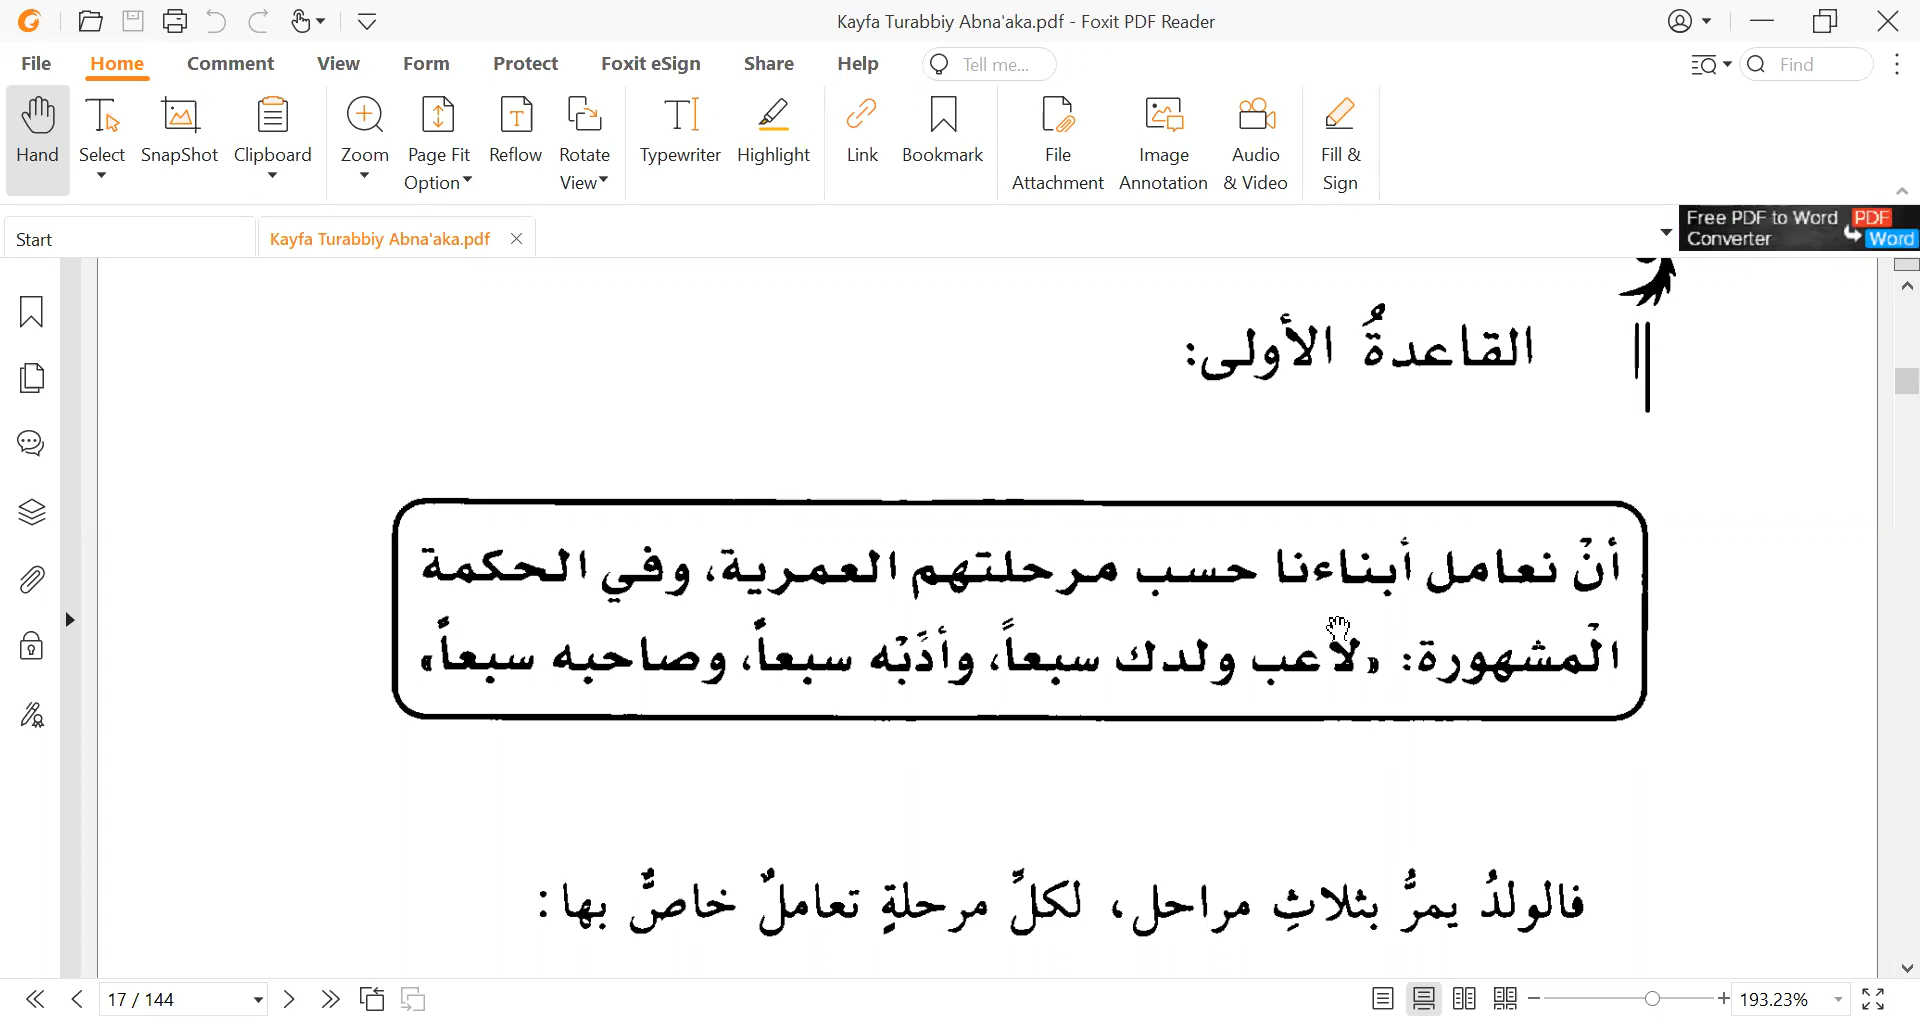 Kayfa Turabbiy Abna'aka.pdf - Foxit PDF Reader
File Home Comment View Form Protect Foxit eSign Share Help Tell me... Find
Hand Select SnapShot Clipboard Zoom Page Fit Option Reflow Rotate View Typewriter Highlight Link Bookmark File Attachment Image Annotation Audio & Video Fill & Sign
Start Kayfa Turabbiy Abna'aka.pdf
Free PDF to Word PDF
Converter Word
القاعدةُ الأولى:
أنْ نعامل أبناءنا حسب مرحلتهم العمرية، وفي الحكمة
الْمشهورة: «لاَعب ولدك سبعاً، وأدِّبْه سبعاً، وصاحبه سبعاً»
فالولدُ يمرُّ بثلاثِ مراحل، لكلِّ مرحلةٍ تعاملٌ خاصٌّ بها:
17 / 144 193.23%